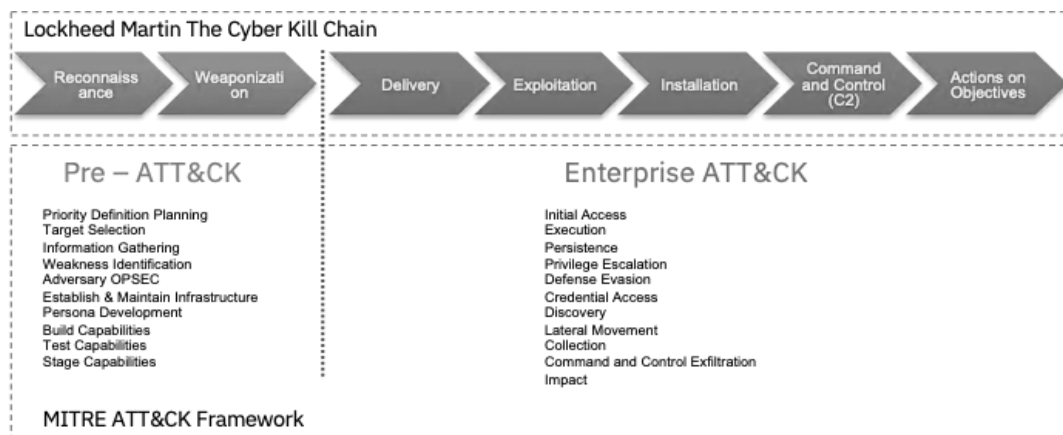 Lockheed Martin The Cyber Kill Chain
Reconnaiss
ance
Weaponizati
on
Delivery
Exploitation
Installation
Command
and Control
(C2)
Actions on
Objectives
Pre – ATT&CK
Priority Definition Planning
Target Selection
Information Gathering
Weakness Identification
Adversary OPSEC
Establish & Maintain Infrastructure
Persona Development
Build Capabilities
Test Capabilities
Stage Capabilities
Enterprise ATT&CK
Initial Access
Execution
Persistence
Privilege Escalation
Defense Evasion
Credential Access
Discovery
Lateral Movement
Collection
Command and Control Exfiltration
Impact
MITRE ATT&CK Framework